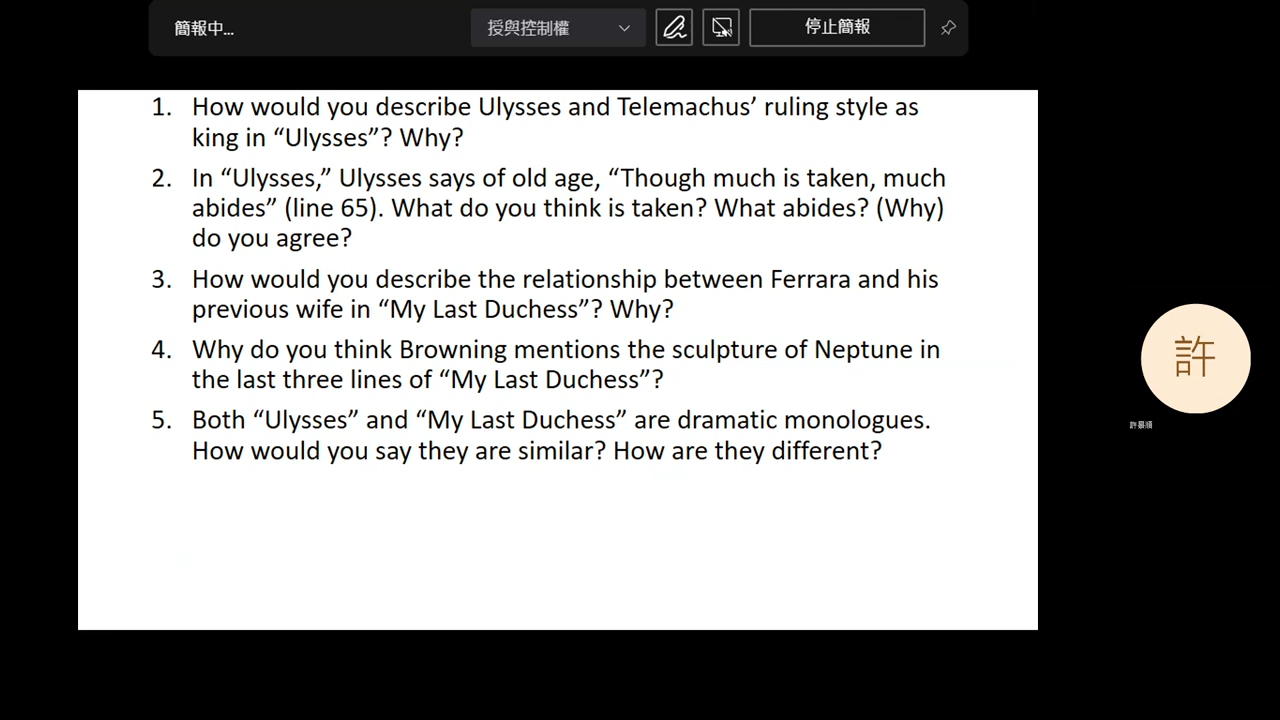 簡報中...
授與控制權
停止簡報
1. How would you describe Ulysses and Telemachus’ ruling style as
king in “Ulysses”? Why?
2. In “Ulysses,” Ulysses says of old age, “Though much is taken, much
abides” (line 65). What do you think is taken? What abides? (Why)
do you agree?
3. How would you describe the relationship between Ferrara and his
previous wife in “My Last Duchess”? Why?
4. Why do you think Browning mentions the sculpture of Neptune in
the last three lines of “My Last Duchess”?
5. Both “Ulysses” and “My Last Duchess” are dramatic monologues.
How would you say they are similar? How are they different?
許
許景順